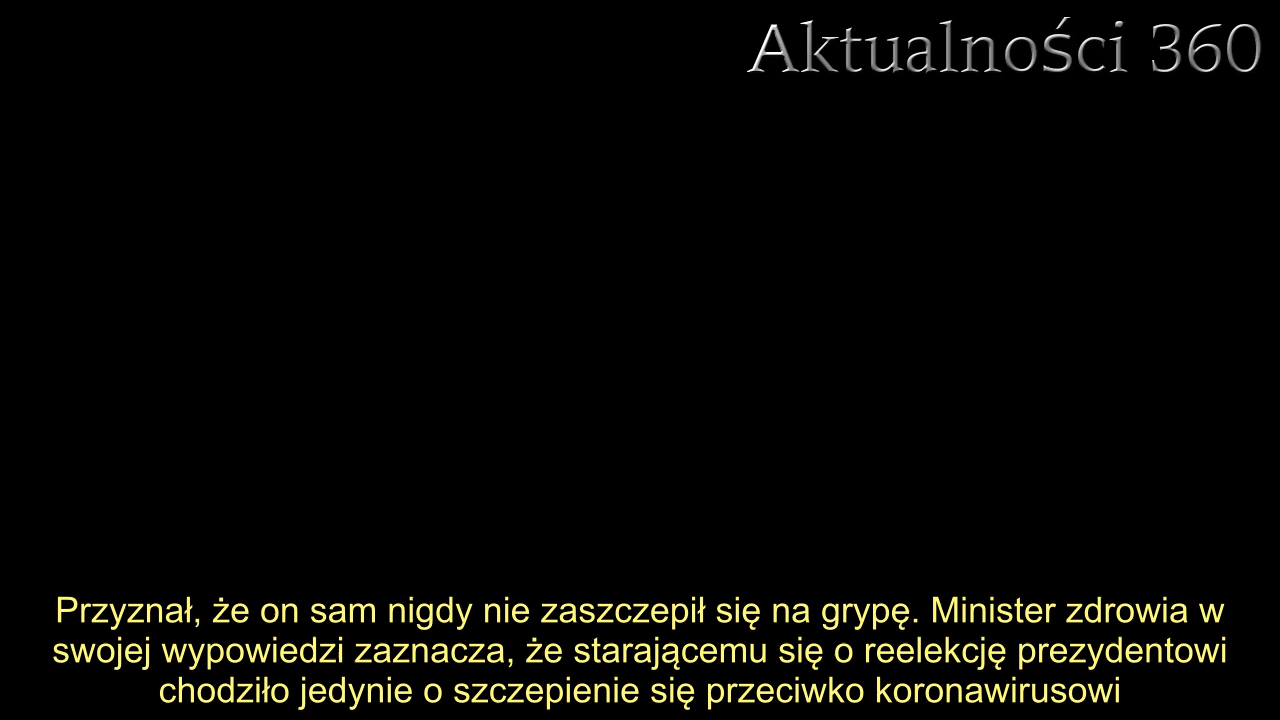 Aktualności 360
Przyznał, że on sam nigdy nie zaszczepił się na grypę. Minister zdrowia w
swojej wypowiedzi zaznacza, że starającemu się o reelekcję prezydentowi
chodziło jedynie o szczepienie się przeciwko koronawirusowi